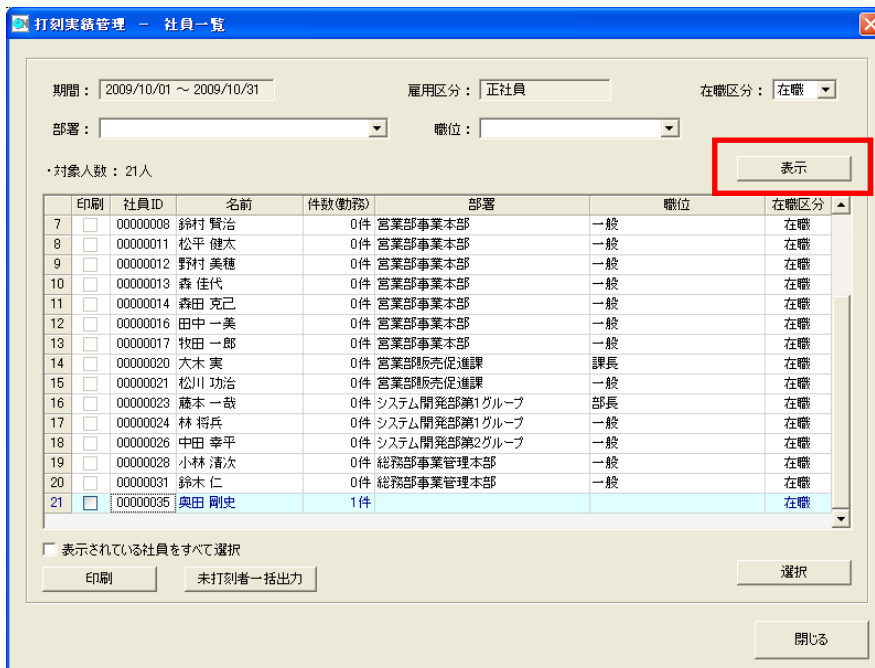 打刻実績管理 － 社員一覧
期間： 2009/10/01 ～ 2009/10/31 雇用区分： 正社員 在職区分： 在職
部署： 職位：
・対象人数： 21人 表示
印刷 社員ID 名前 件数(勤務) 部署 職位 在職区分
7 00000008 鈴村 賢治 0件 営業部事業本部 一般 在職
8 00000011 松平 健太 0件 営業部事業本部 一般 在職
9 00000012 野村 美穂 0件 営業部事業本部 一般 在職
10 00000013 森 佳代 0件 営業部事業本部 一般 在職
11 00000014 森田 克己 0件 営業部事業本部 一般 在職
12 00000016 田中 一美 0件 営業部事業本部 一般 在職
13 00000017 牧田 一郎 0件 営業部事業本部 一般 在職
14 00000020 六木 実 0件 営業部販売促進課 課長 在職
15 00000021 松川 功治 0件 営業部販売促進課 一般 在職
16 00000023 藤本 一哉 0件 システム開発部第1グループ 部長 在職
17 00000024 林 将兵 0件 システム開発部第1グループ 一般 在職
18 00000026 中田 幸平 0件 システム開発部第2グループ 一般 在職
19 00000028 小林 清次 0件 総務部事業管理本部 一般 在職
20 00000031 鈴木 仁 0件 総務部事業管理本部 一般 在職
21 00000035 奥田 剛史 1件 在職
表示されている社員をすべて選択
印刷 未打刻者一括出力 選択
閉じる